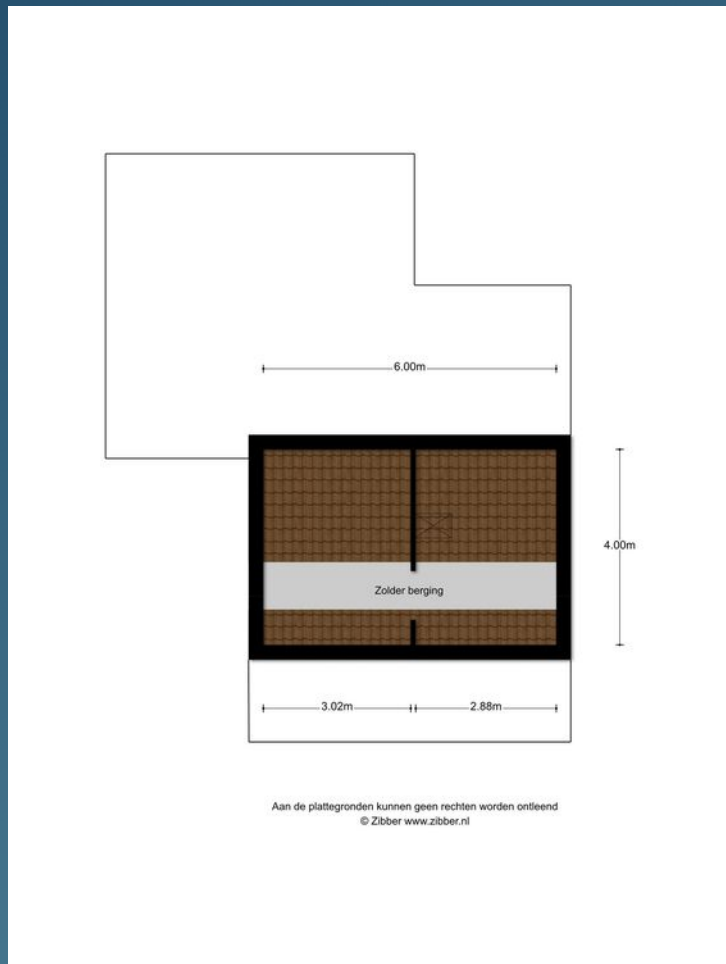 6.00m
4.00m
Zolder berging
3.02m
2.88m
Aan de plattegronden kunnen geen rechten worden ontleend
© Zibber www.zibber.nl